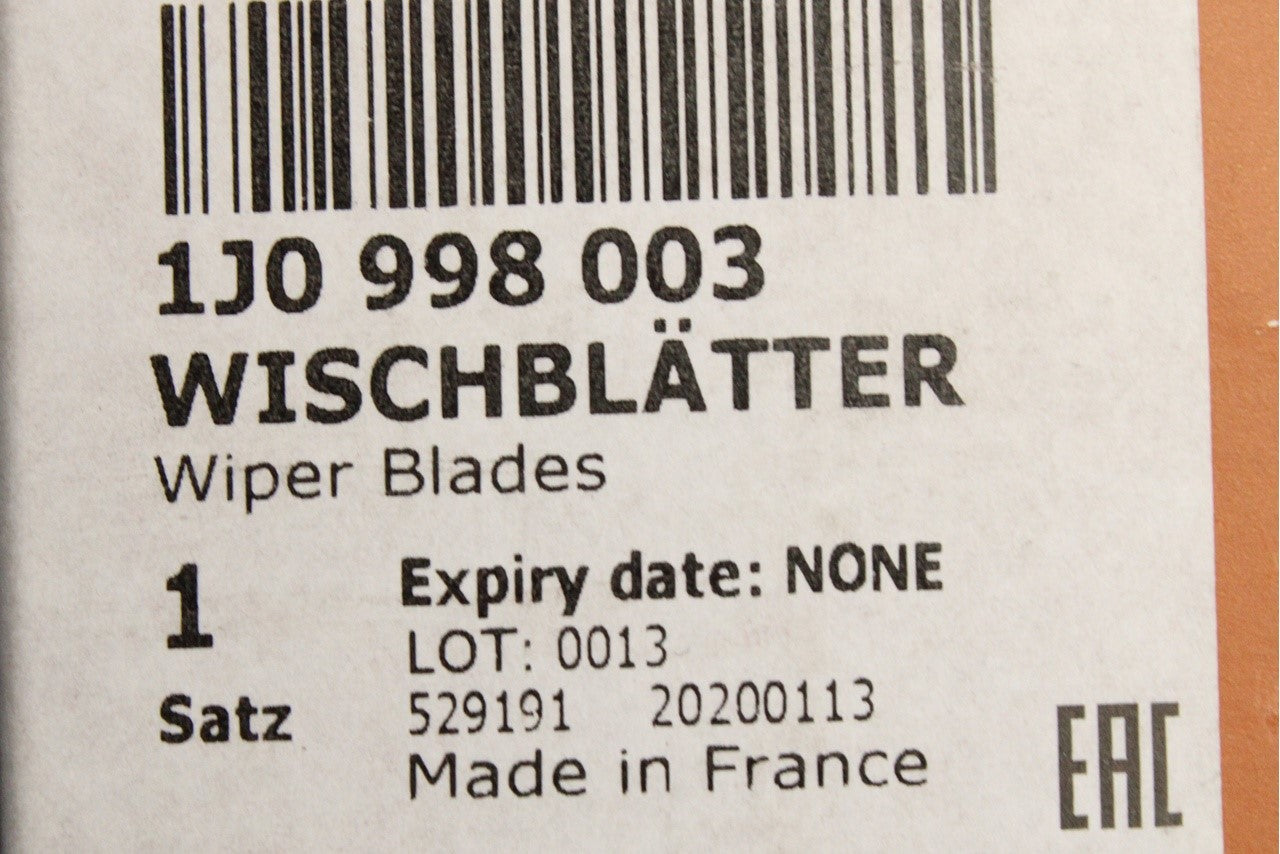 1J0 998 003
WISCHBLÄTTER
Wiper Blades
1
Satz
Expiry date: NONE
LOT: 0013
529191 20200113
Made in France
EAC